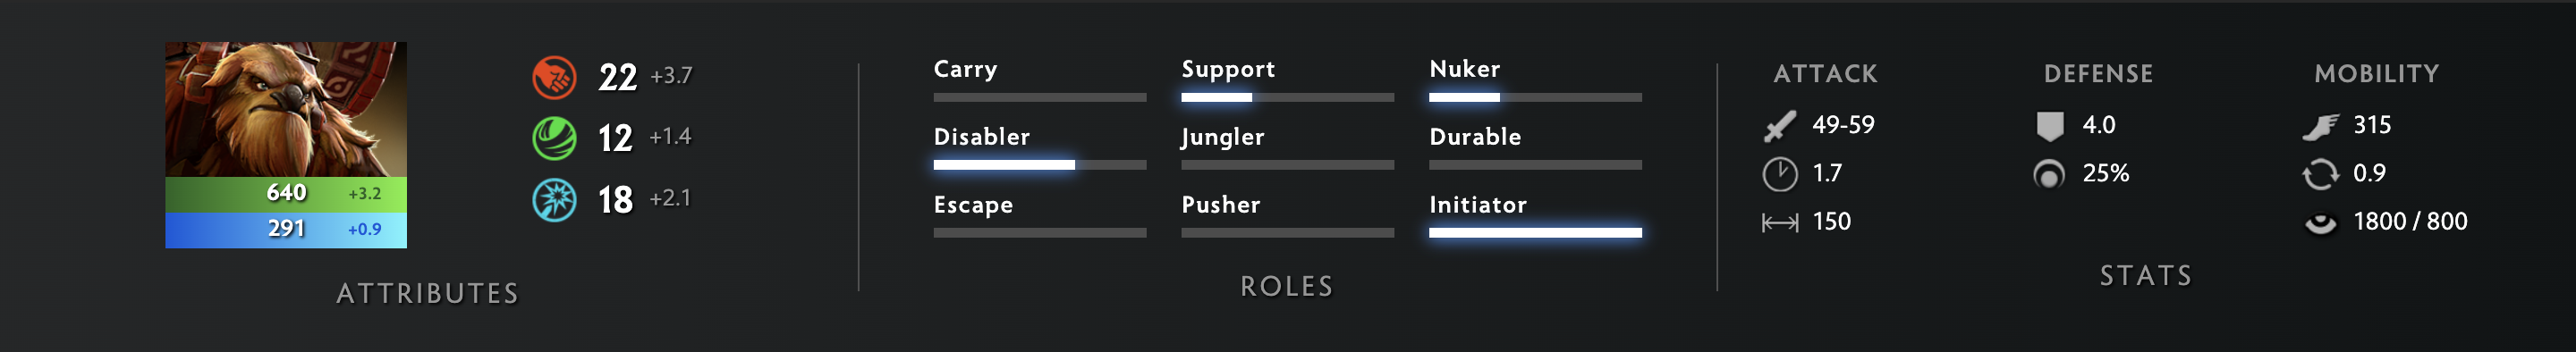 640 +3.2
291 +0.9
22 +3.7
12 +1.4
18 +2.1
ATTRIBUTES
Carry Support Nuker
Disabler Jungler Durable
Escape Pusher Initiator
ROLES
ATTACK DEFENSE MOBILITY
49-59 4.0 315
1.7 25% 0.9
150 1800 / 800
STATS